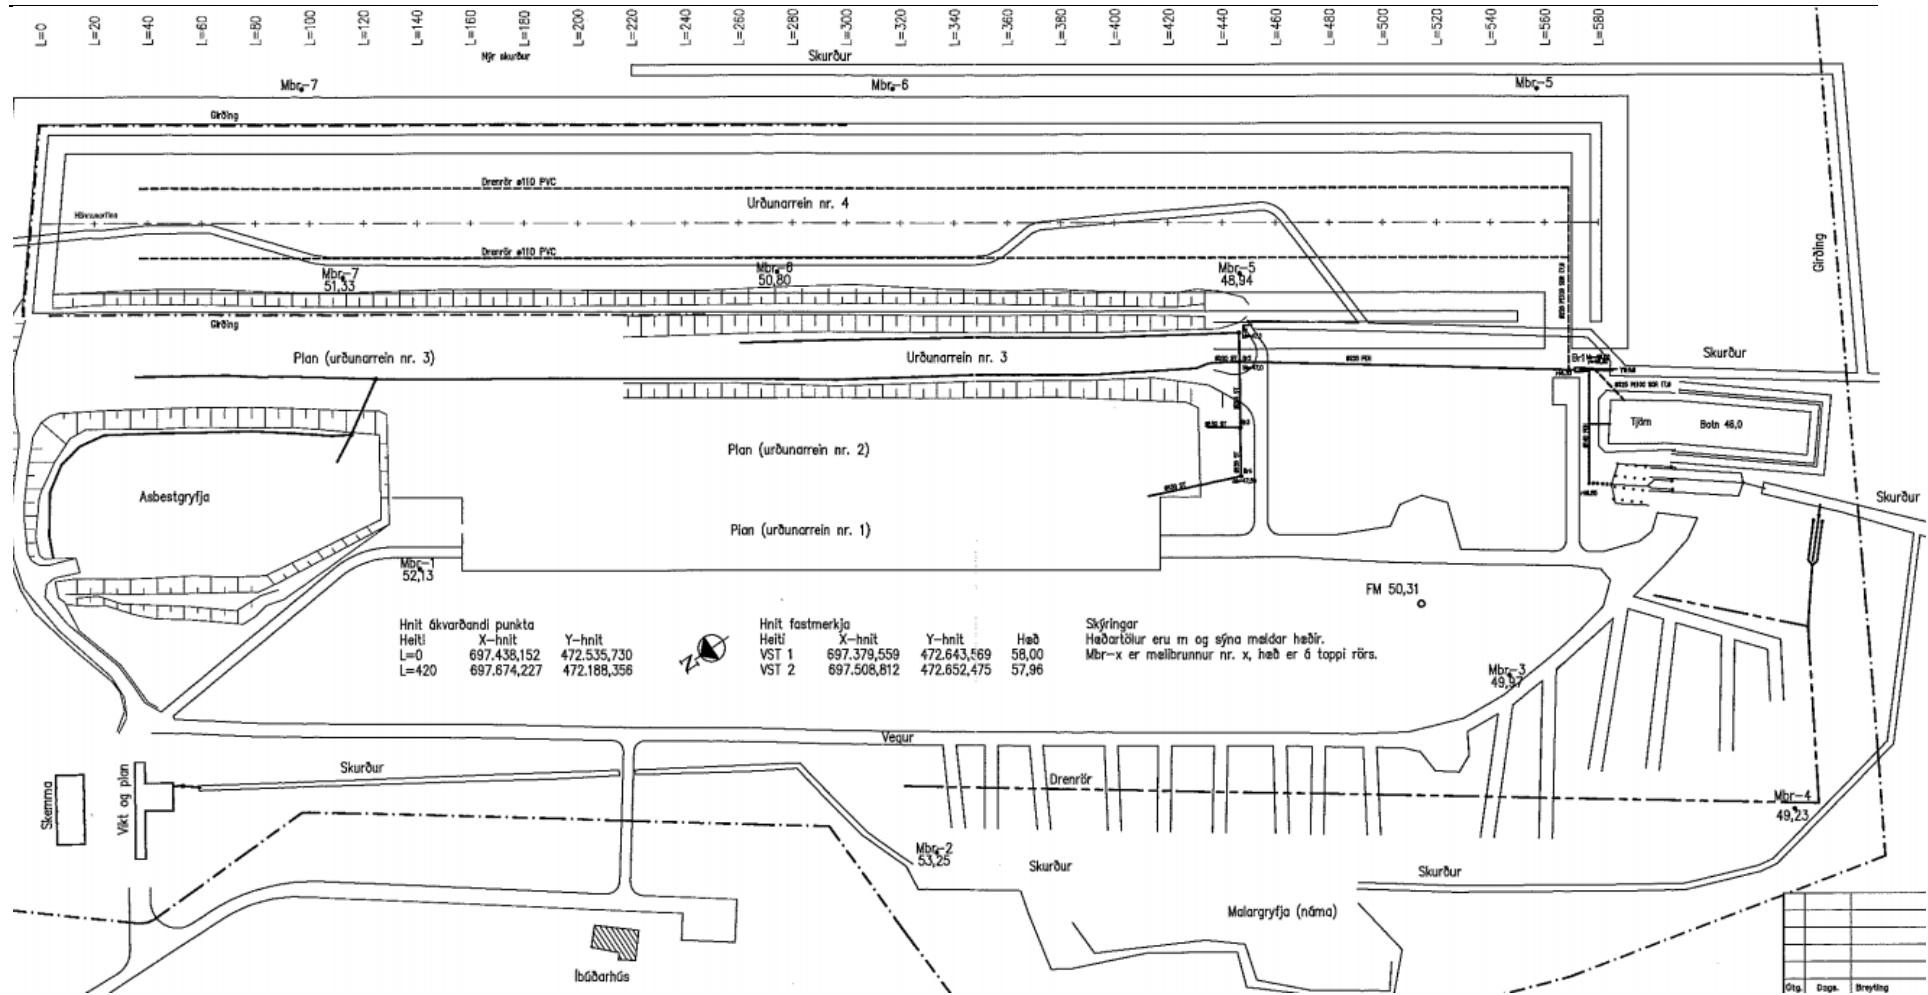 L=0
L=20
L=40
L=60
L=80
L=100
L=120
L=140
L=160
L=180
L=200
L=220
L=240
L=260
L=280
L=300
L=320
L=340
L=360
L=380
L=400
L=420
L=440
L=460
L=480
L=500
L=520
L=540
L=560
L=580
Nýr skurður
Skurður
Mbr-7
Mbr-6
Mbr-5
Girðing
Drenrör ø110 PVC
Urðunarrein nr. 4
Drenrör ø110 PVC
Girðing
Mbr-7
51,33
Mbr-6
50,80
Mbr-5
48,94
Girðing
Plan (urðunarrein nr. 3)
Urðunarrein nr. 3
Skurður
Tjörn
Botn 46,0
Plan (urðunarrein nr. 2)
Asbestgryfja
Skurður
Plan (urðunarrein nr. 1)
Mbr-1
52,13
FM 50,31
Hnit ákvarðandi punkta
Heiti X-hnit Y-hnit
L=0 697.438,152 472.535,730
L=420 697.674,227 472.188,356
N
Hnit fastmerkja
Heiti X-hnit Y-hnit Hæð
VST 1 697.379,559 472.643,569 58,00
VST 2 697.508,812 472.652,475 57,96
Skýringar
Hæðartölur eru m og sýna mældar hæðir.
Mbr-x er mælibrunnur nr. x, hæð er á toppi rörs.
Mbr-3
49,97
Vegur
Skurður
Drenrör
Skemma
Vikt og plan
Mbr-4
49,23
Mbr-2
53,25
Skurður
Skurður
Malargryfja (náma)
Íbúðarhús
Útg. Dags. Breyting